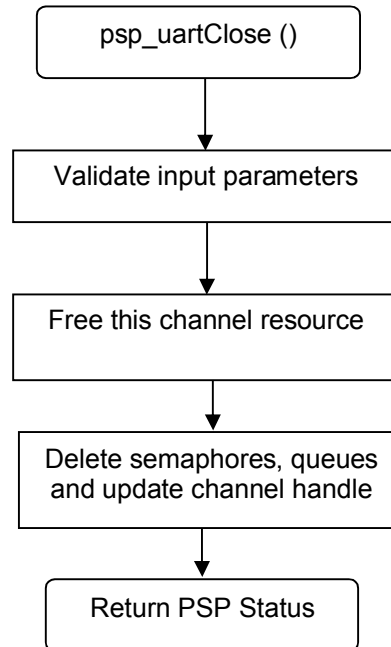 psp_uartClose ()
Validate input parameters
Free this channel resource
Delete semaphores, queues
and update channel handle
Return PSP Status